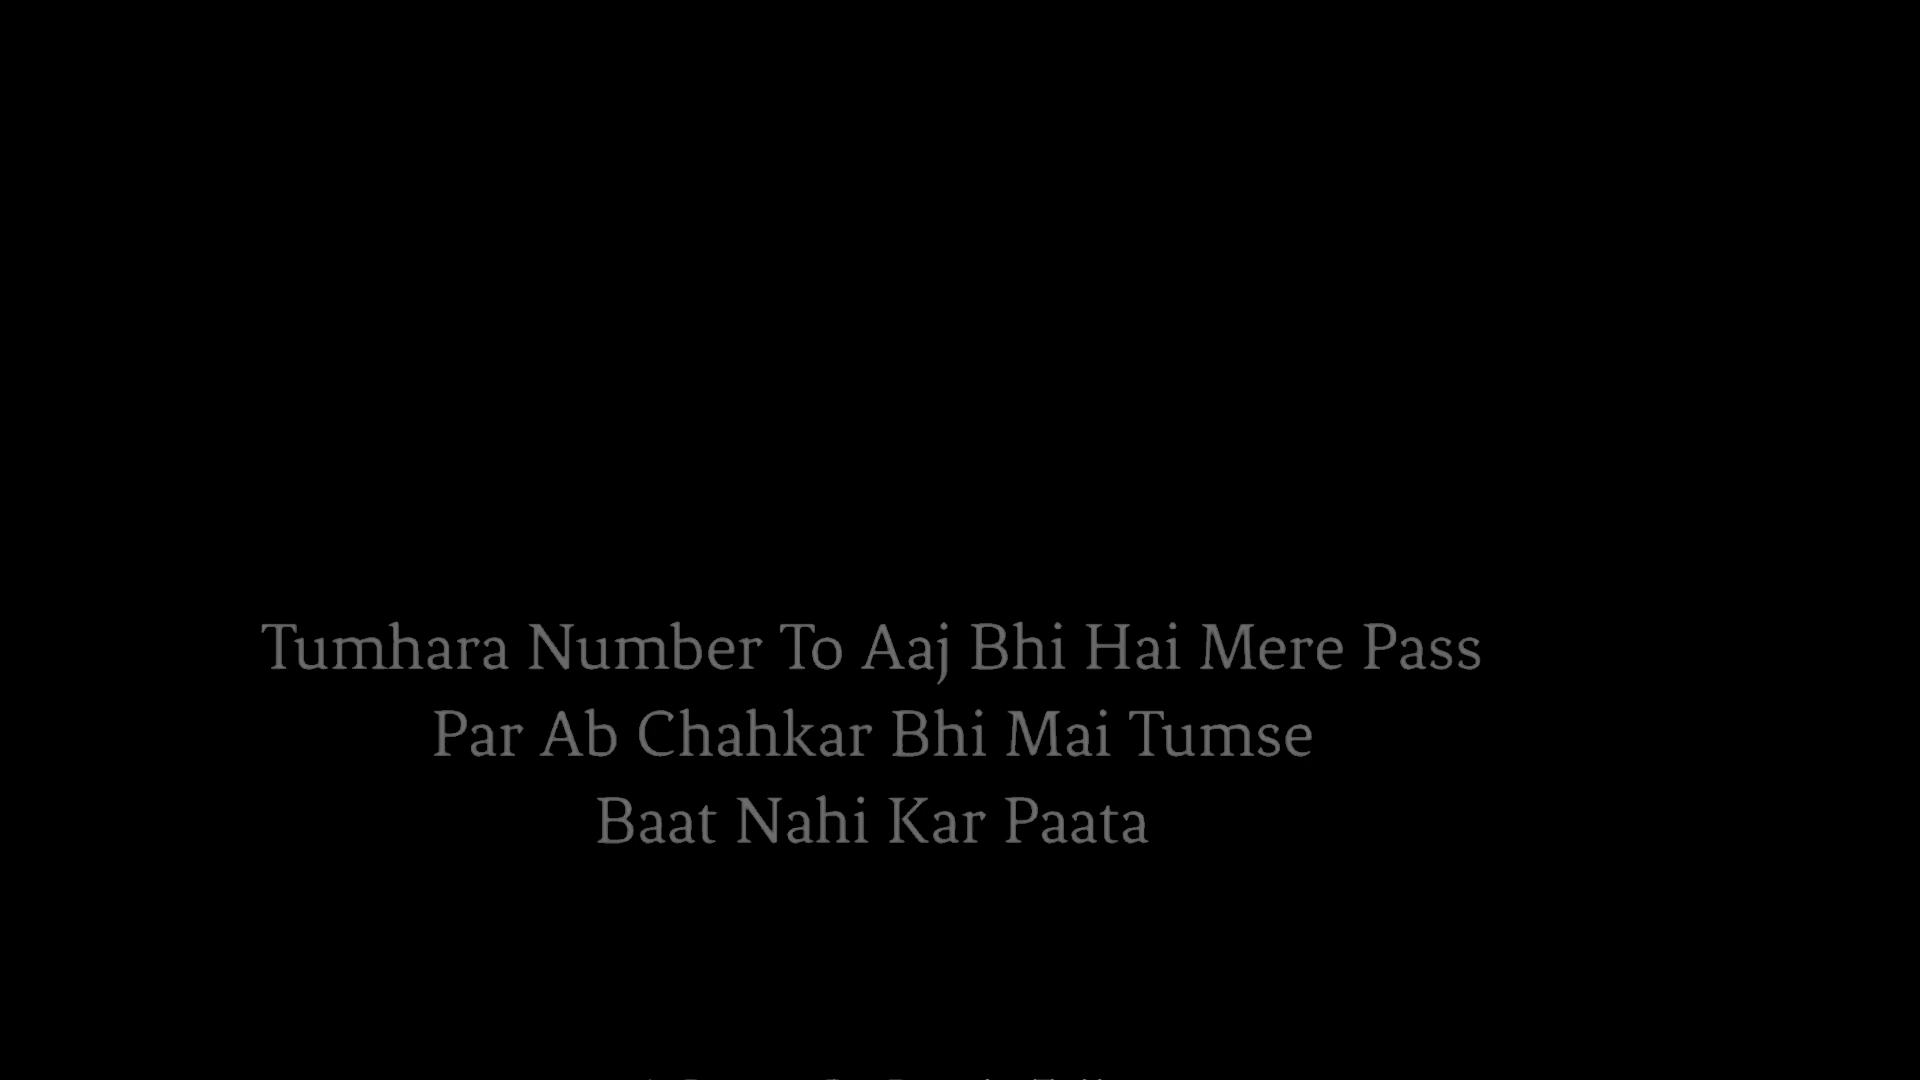 Tumhara Number To Aaj Bhi Hai Mere Pass
Par Ab Chahkar Bhi Mai Tumse
Baat Nahi Kar Paata